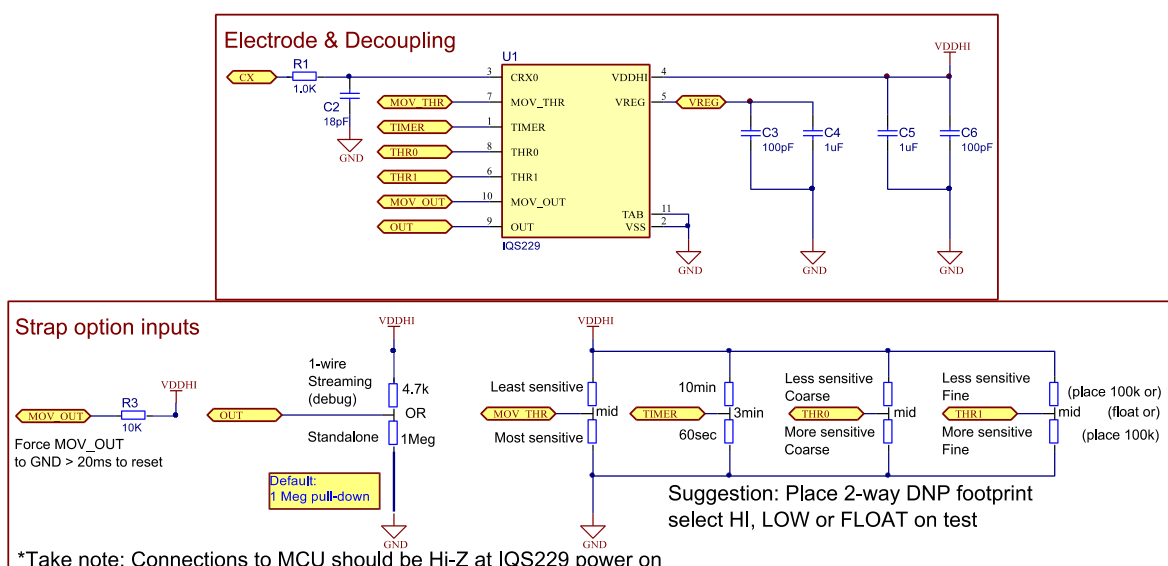 Electrode & Decoupling
U1
VDDHI
CX
R1
1.0K
C2
18pF
GND
3 CRX0
VDDHI 4
MOV_THR 7 MOV_THR
VREG 5 VREG
TIMER 1 TIMER
THR0 8 THR0
THR1 6 THR1
MOV_OUT 10 MOV_OUT
OUT 9 OUT
TAB 11
VSS 2
IQS229
GND
C3
100pF
C4
1uF
GND
C5
1uF
C6
100pF
GND
Strap option inputs
VDDHI
MOV_OUT
R3
10K
Force MOV_OUT
to GND > 20ms to reset
VDDHI
1-wire
Streaming
(debug)
4.7k
OUT
OR
Standalone
1Meg
Default:
1 Meg pull-down
GND
VDDHI
Least sensitive
MOV_THR
mid
Most sensitive
10min
TIMER
3min
60sec
Less sensitive
Coarse
THR0
mid
More sensitive
Coarse
Less sensitive
Fine
THR1
mid
More sensitive
Fine
(place 100k or)
(float or)
(place 100k)
GND
Suggestion: Place 2-way DNP footprint
select HI, LOW or FLOAT on test
*Take note: Connections to MCU should be Hi-Z at IQS229 power on